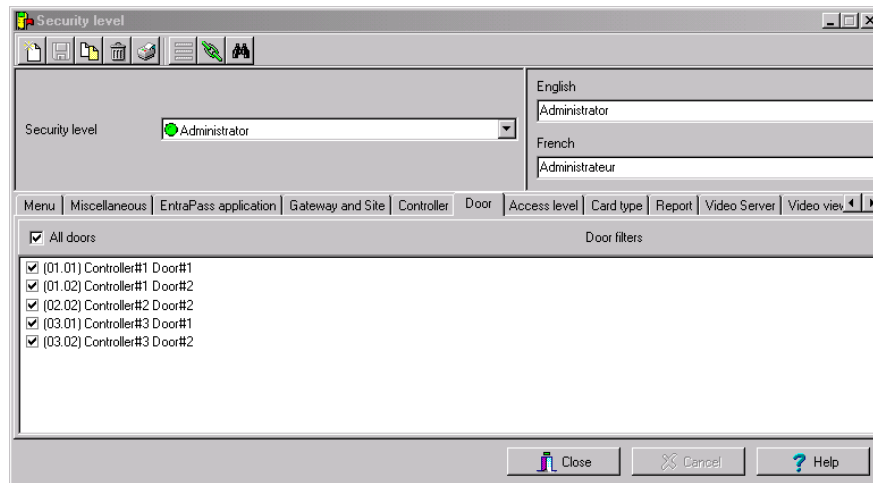 Security level
English
Administrator
Security level
Administrator
French
Administrateur
Menu Miscellaneous EntraPass application Gateway and Site Controller Door Access level Card type Report Video Server Video view
All doors Door filters
(01.01) Controller#1 Door#1
(01.02) Controller#1 Door#2
(02.02) Controller#2 Door#2
(03.01) Controller#3 Door#1
(03.02) Controller#3 Door#2
Close Cancel Help